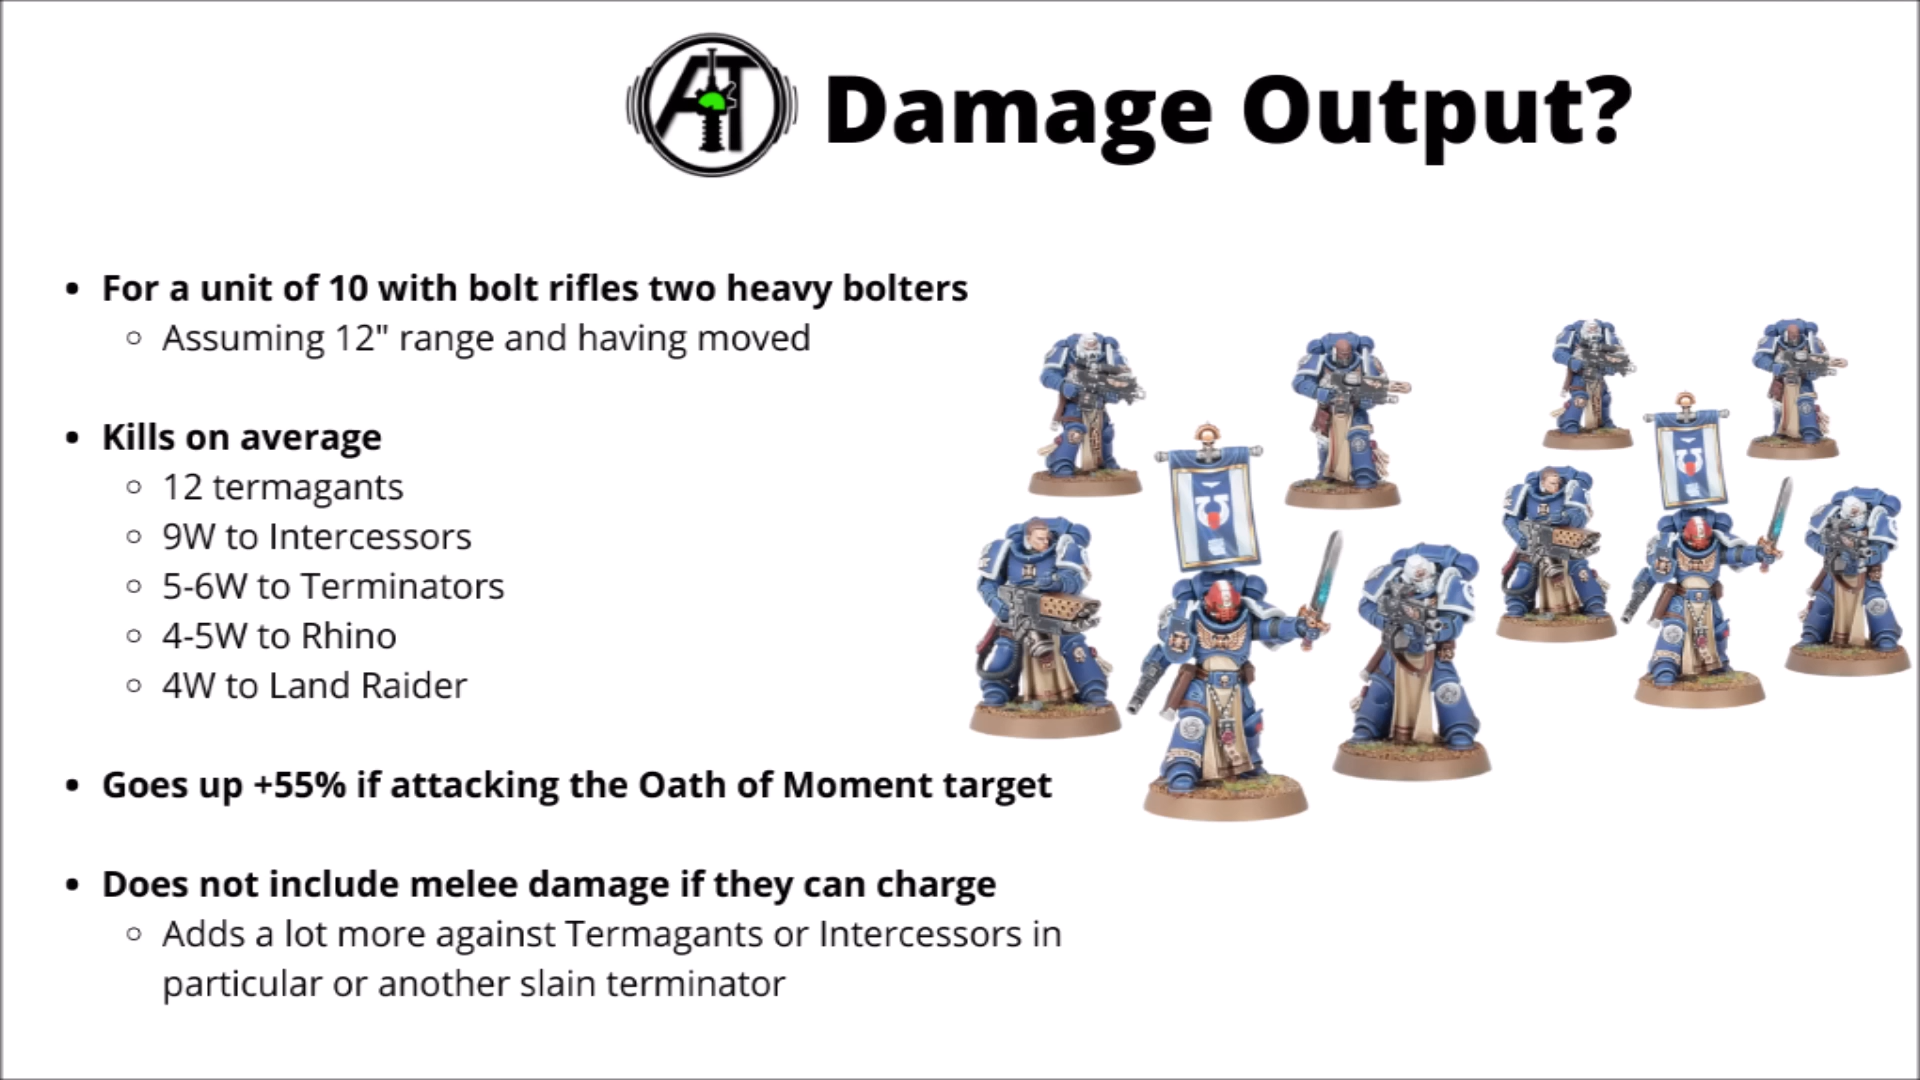 AT
Damage Output?
• For a unit of 10 with bolt rifles two heavy bolters
○ Assuming 12" range and having moved
• Kills on average
○ 12 termagants
○ 9W to Intercessors
○ 5-6W to Terminators
○ 4-5W to Rhino
○ 4W to Land Raider
• Goes up +55% if attacking the Oath of Moment target
• Does not include melee damage if they can charge
○ Adds a lot more against Termagants or Intercessors in
particular or another slain terminator